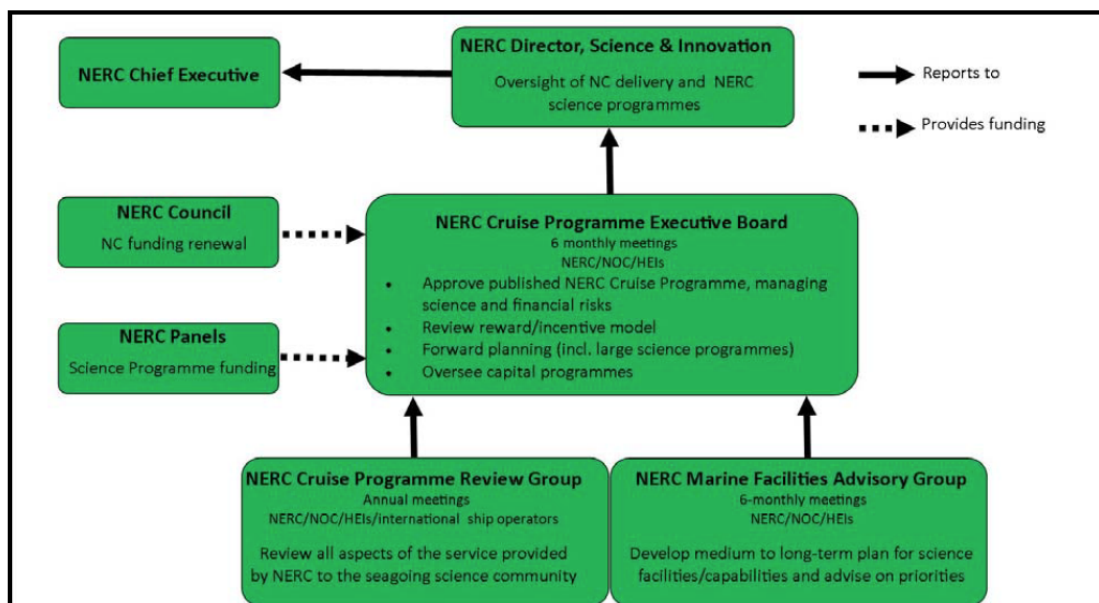 NERC Director, Science & Innovation
Oversight of NC delivery and NERC
science programmes
NERC Chief Executive
Reports to
Provides funding
NERC Council
NC funding renewal
NERC Panels
Science Programme funding
NERC Cruise Programme Executive Board
6 monthly meetings
NERC/NOC/HEIs
• Approve published NERC Cruise Programme, managing
science and financial risks
• Review reward/incentive model
• Forward planning (incl. large science programmes)
• Oversee capital programmes
NERC Cruise Programme Review Group
Annual meetings
NERC/NOC/HEIs/international ship operators
Review all aspects of the service provided
by NERC to the seagoing science community
NERC Marine Facilities Advisory Group
6-monthly meetings
NERC/NOC/HEIs
Develop medium to long-term plan for science
facilities/capabilities and advise on priorities